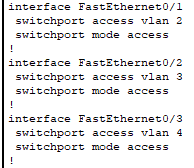 interface FastEthernet0/1
switchport access vlan 2
switchport mode access
!
interface FastEthernet0/2
switchport access vlan 3
switchport mode access
!
interface FastEthernet0/3
switchport access vlan 4
switchport mode access
!